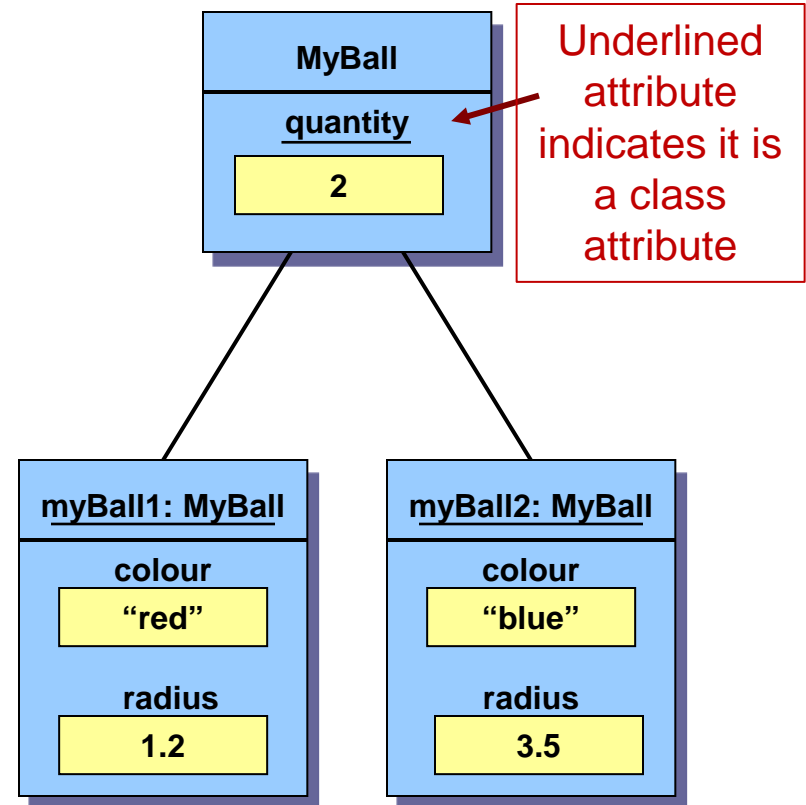 MyBall
quantity
2
Underlined
attribute
indicates it is
a class
attribute
myBall1: MyBall
colour
“red”
radius
1.2
myBall2: MyBall
colour
“blue”
radius
3.5